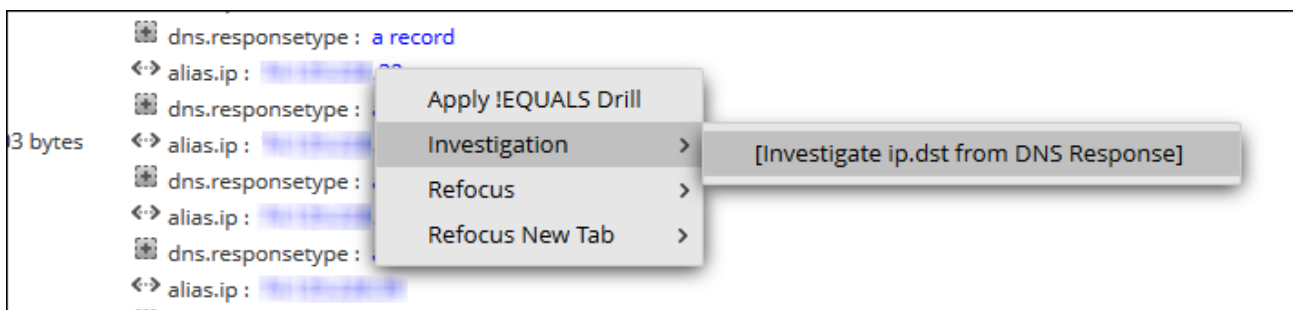 dns.responsetype : a record
alias.ip :
dns.responsetype :
alias.ip :
dns.responsetype :
alias.ip :
dns.responsetype :
alias.ip :
03 bytes
Apply !EQUALS Drill
Investigation >
Refocus >
Refocus New Tab >
[Investigate ip.dst from DNS Response]